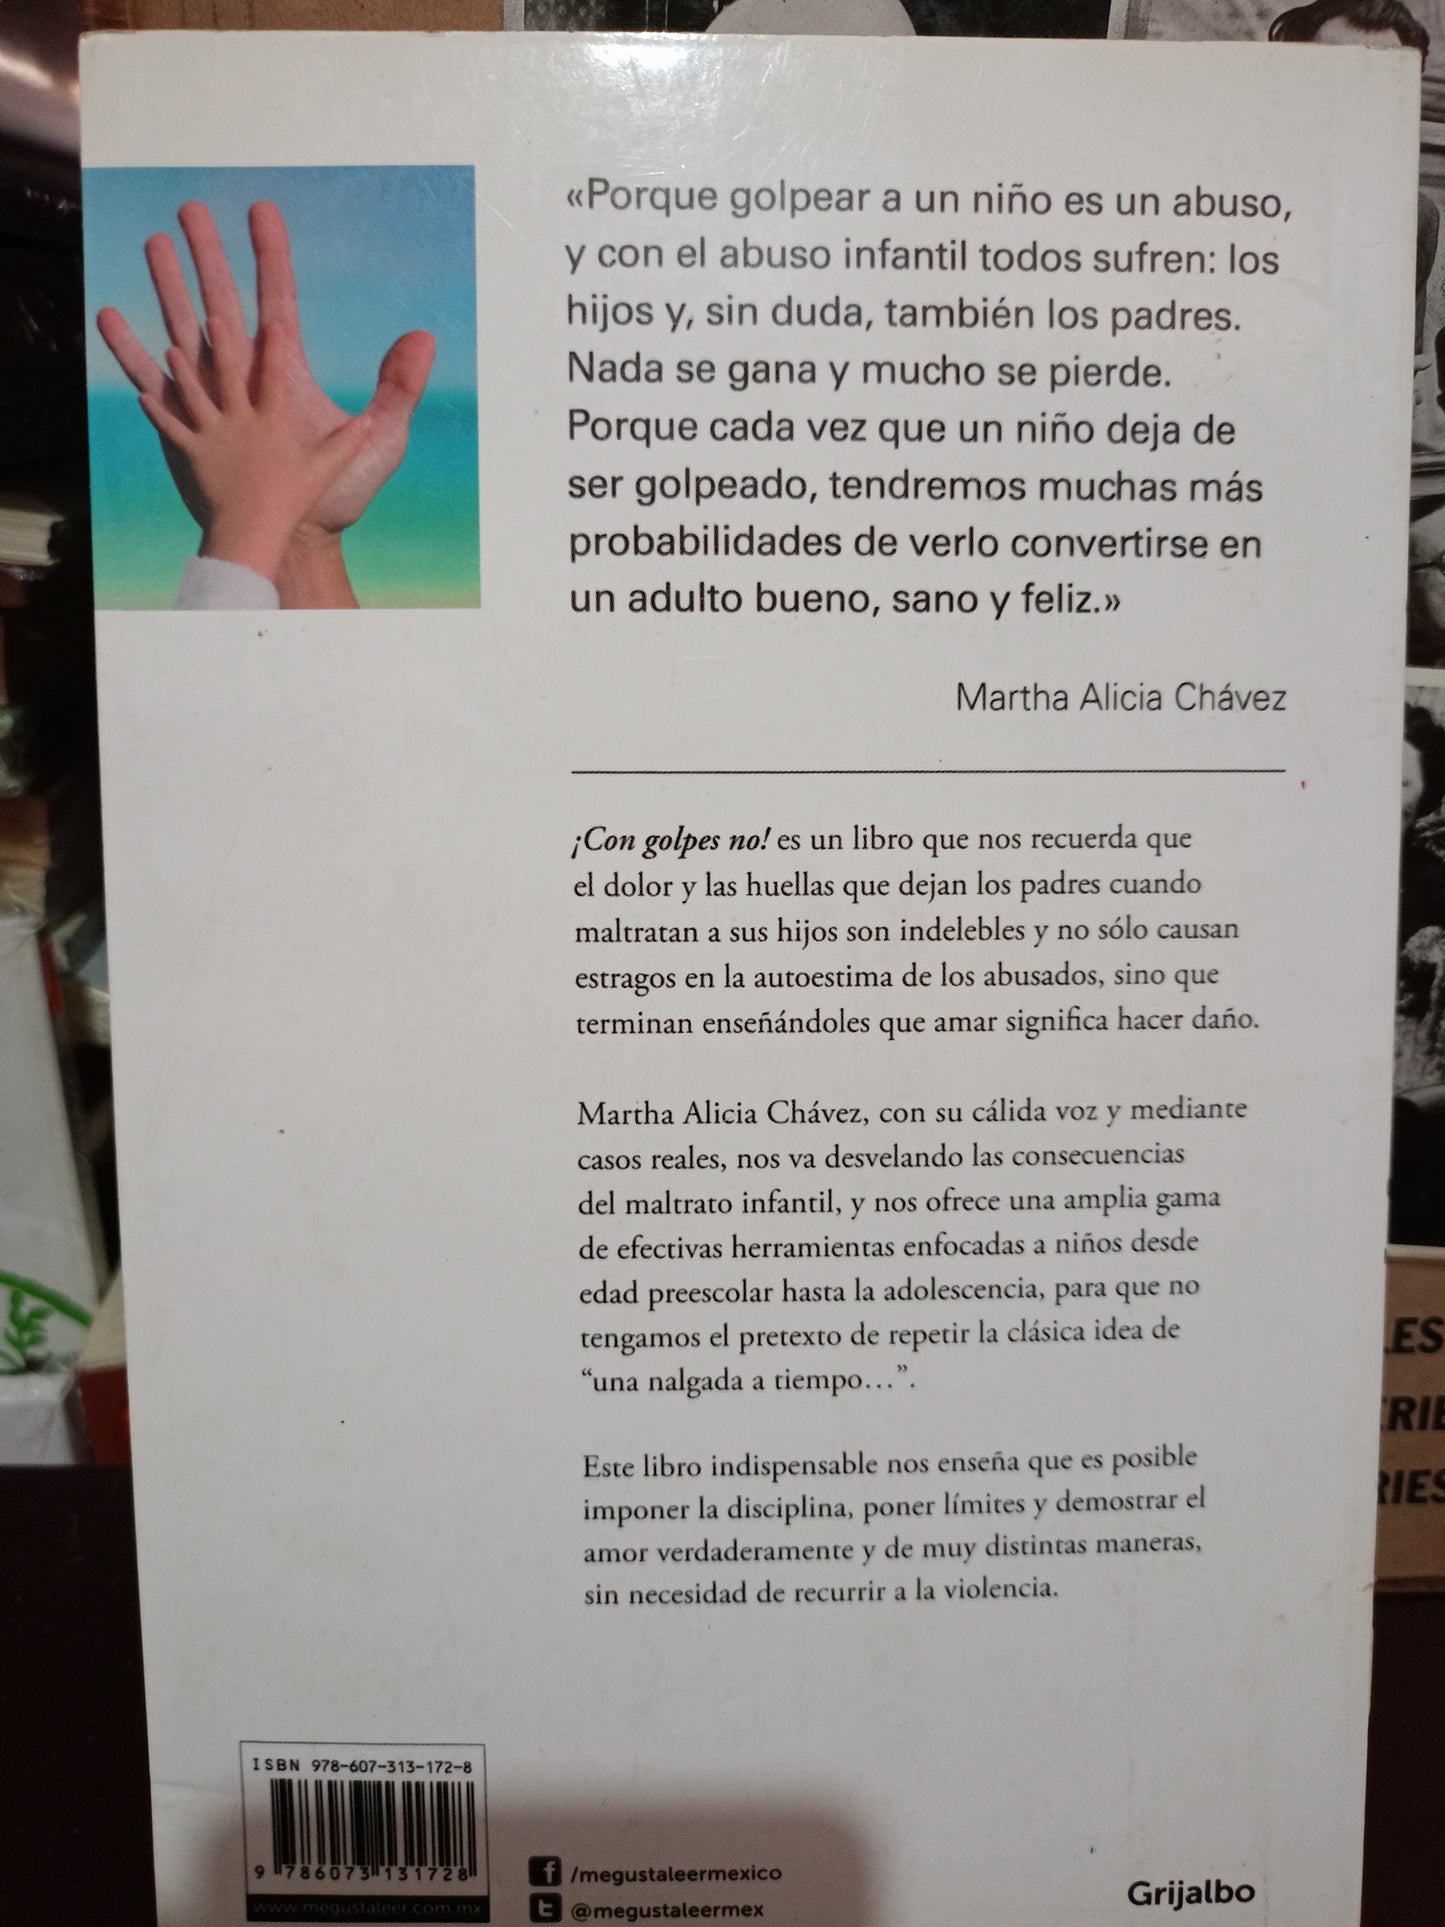 «Porque golpear a un niño es un abuso,
y con el abuso infantil todos sufren: los
hijos y, sin duda, también los padres.
Nada se gana y mucho se pierde.
Porque cada vez que un niño deja de
ser golpeado, tendremos muchas más
probabilidades de verlo convertirse en
un adulto bueno, sano y feliz.»
Martha Alicia Chávez
¡Con golpes no! es un libro que nos recuerda que
el dolor y las huellas que dejan los padres cuando
maltratan a sus hijos son indelebles y no sólo causan
estragos en la autoestima de los abusados, sino que
terminan enseñándoles que amar significa hacer daño.
Martha Alicia Chávez, con su cálida voz y mediante
casos reales, nos va desvelando las consecuencias
del maltrato infantil, y nos ofrece una amplia gama
de efectivas herramientas enfocadas a niños desde
edad preescolar hasta la adolescencia, para que no
tengamos el pretexto de repetir la clásica idea de
“una nalgada a tiempo…”.
Este libro indispensable nos enseña que es posible
imponer la disciplina, poner límites y demostrar el
amor verdaderamente y de muy distintas maneras,
sin necesidad de recurrir a la violencia.
ISBN 978-607-313-172-8
9 786073 131728
www.megustaleer.com.mx
/megustaleermexico
@megustaleermex
Grijalbo